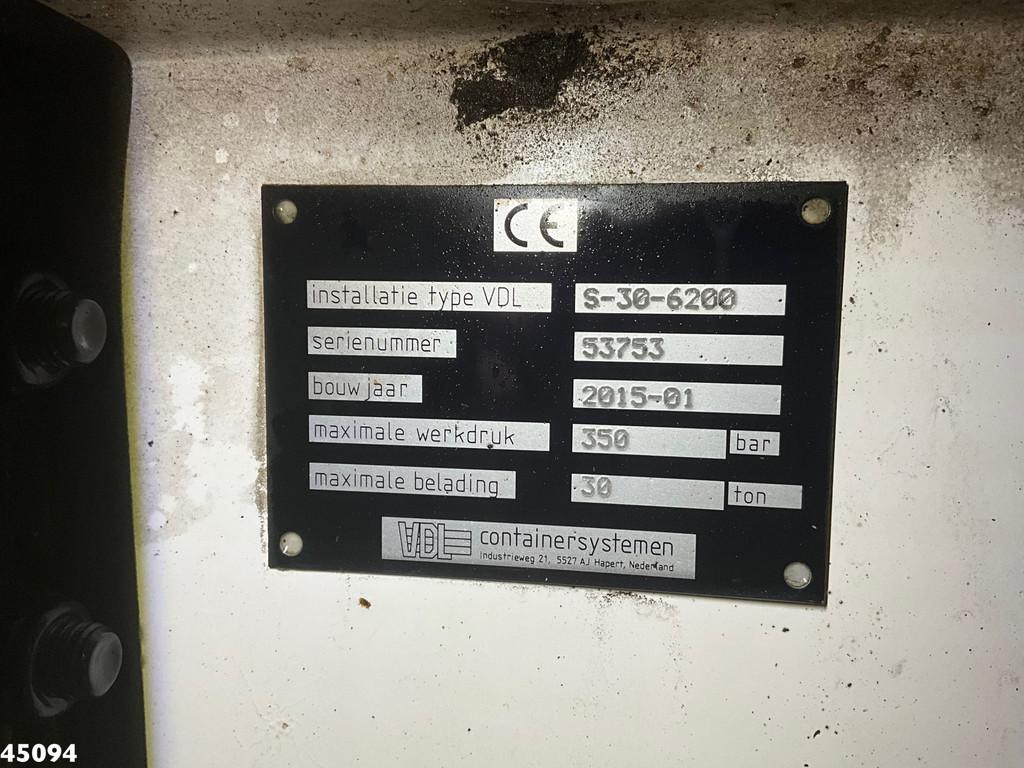 CE
installatie type VDL S-30-6200
serienummer 53753
bouwjaar 2015-01
maximale werkdruk 350 bar
maximale belading 30 ton
VDL containersystemen
Industrieweg 21, 5527 AJ Hapert, Nederland
45094